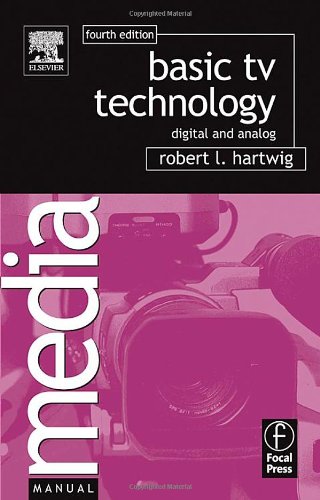 fourth edition
ELSEVIER
basic tv
technology
digital and analog
robert l. hartwig
media
MANUAL
f
Focal
Press